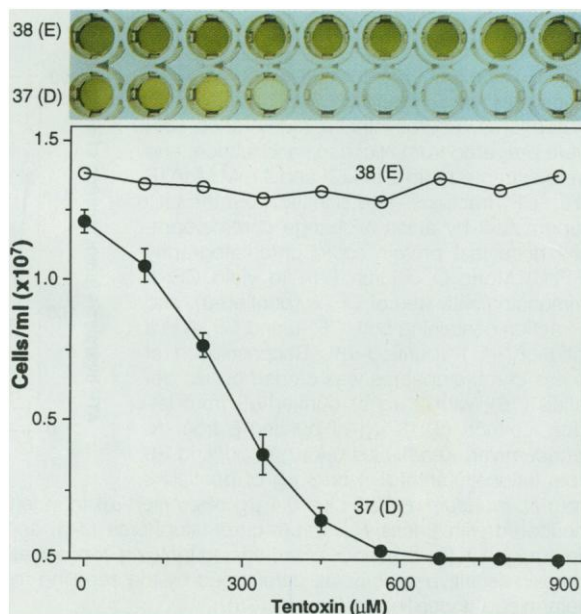 38 (E)
37 (D)
1.5
38 (E)
1.0
Cells/ml (x10⁷)
0.5
37 (D)
0.5
0 300 600 900
Tentoxin (μM)